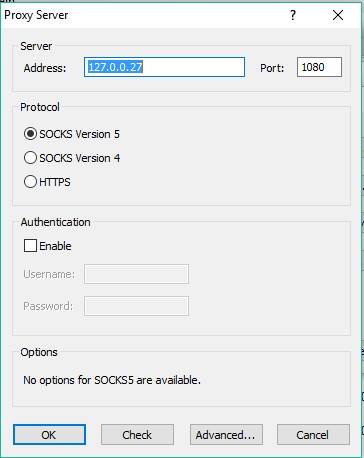 Proxy Server
?
Server
Address: 127.0.0.27 Port: 1080
Protocol
SOCKS Version 5
SOCKS Version 4
HTTPS
Authentication
Enable
Username:
Password:
Options
No options for SOCKS5 are available.
OK Check Advanced... Cancel